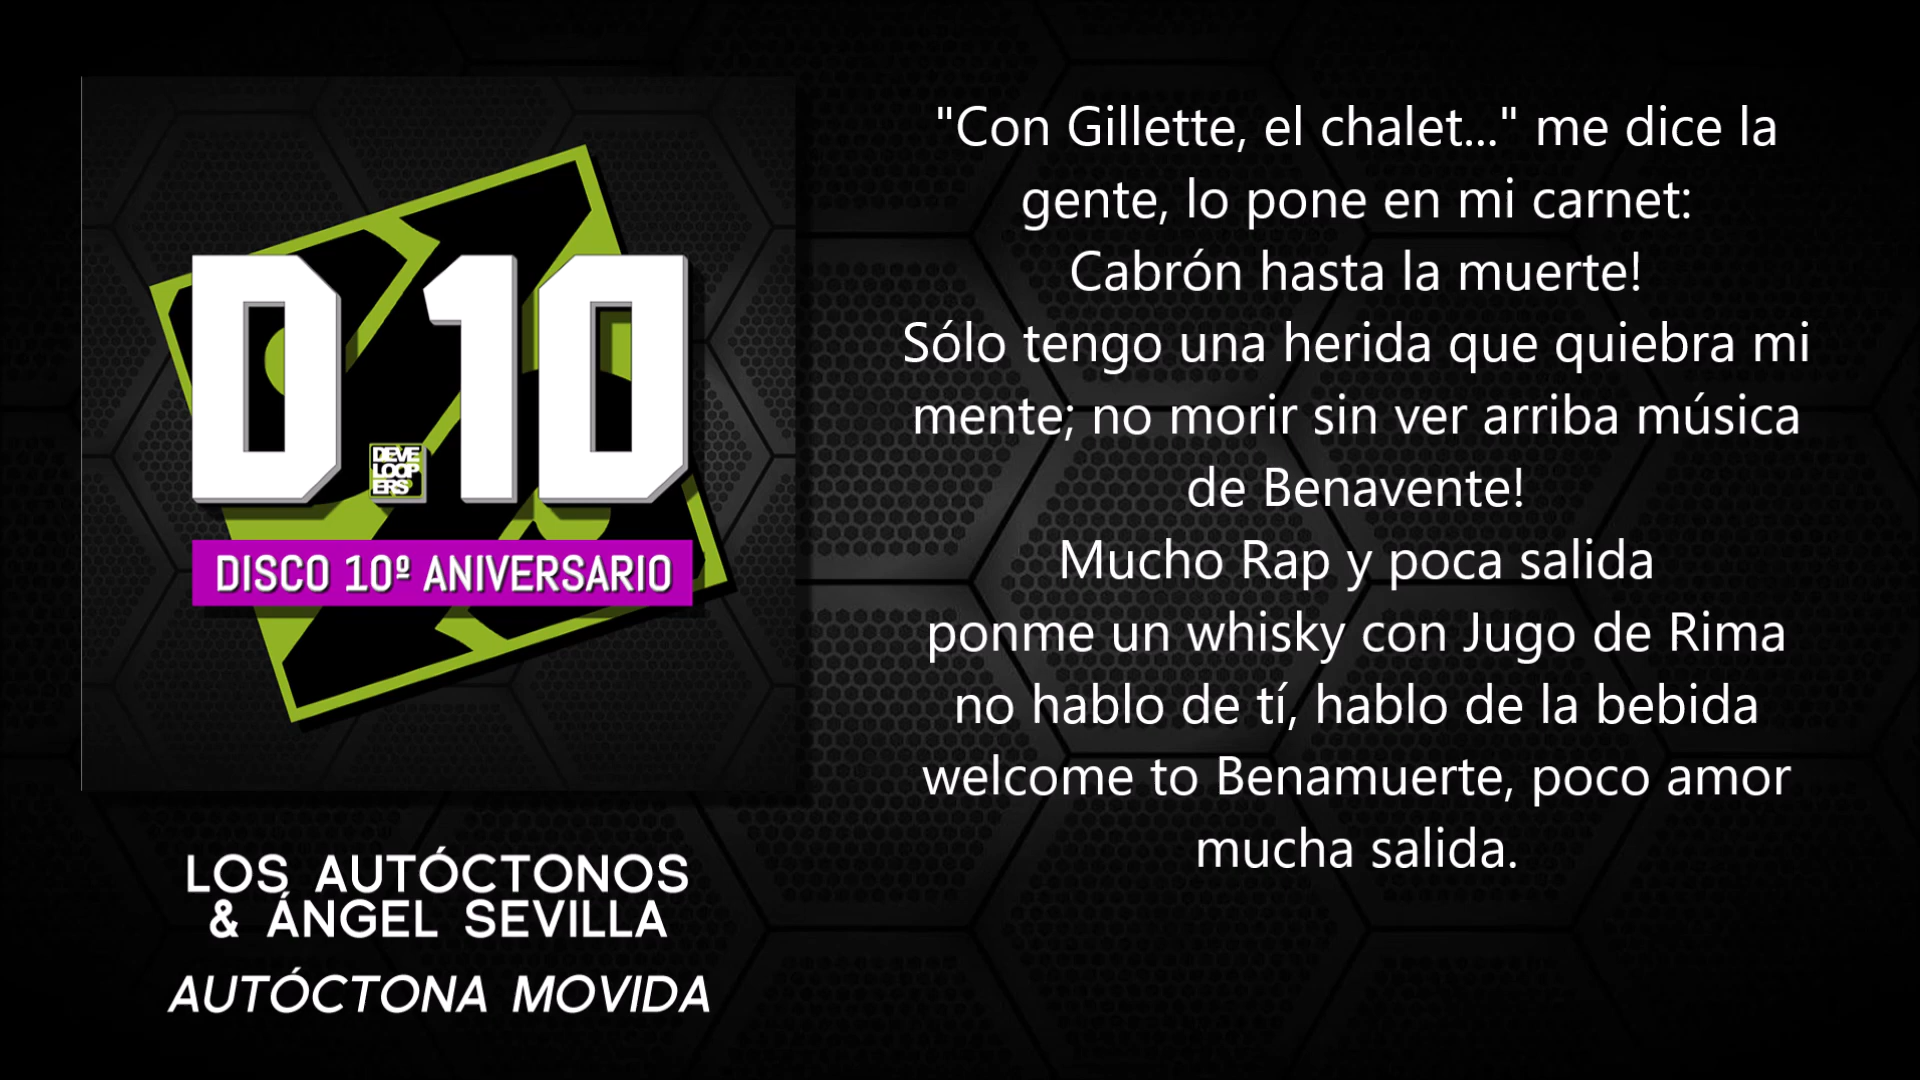 D.10
DEVE
LOOP
ERS
DISCO 10º ANIVERSARIO
LOS AUTÓCTONOS
& ÁNGEL SEVILLA
AUTÓCTONA MOVIDA
"Con Gillette, el chalet..." me dice la
gente, lo pone en mi carnet:
Cabrón hasta la muerte!
Sólo tengo una herida que quiebra mi
mente; no morir sin ver arriba música
de Benavente!
Mucho Rap y poca salida
ponme un whisky con Jugo de Rima
no hablo de tí, hablo de la bebida
welcome to Benamuerte, poco amor
mucha salida.